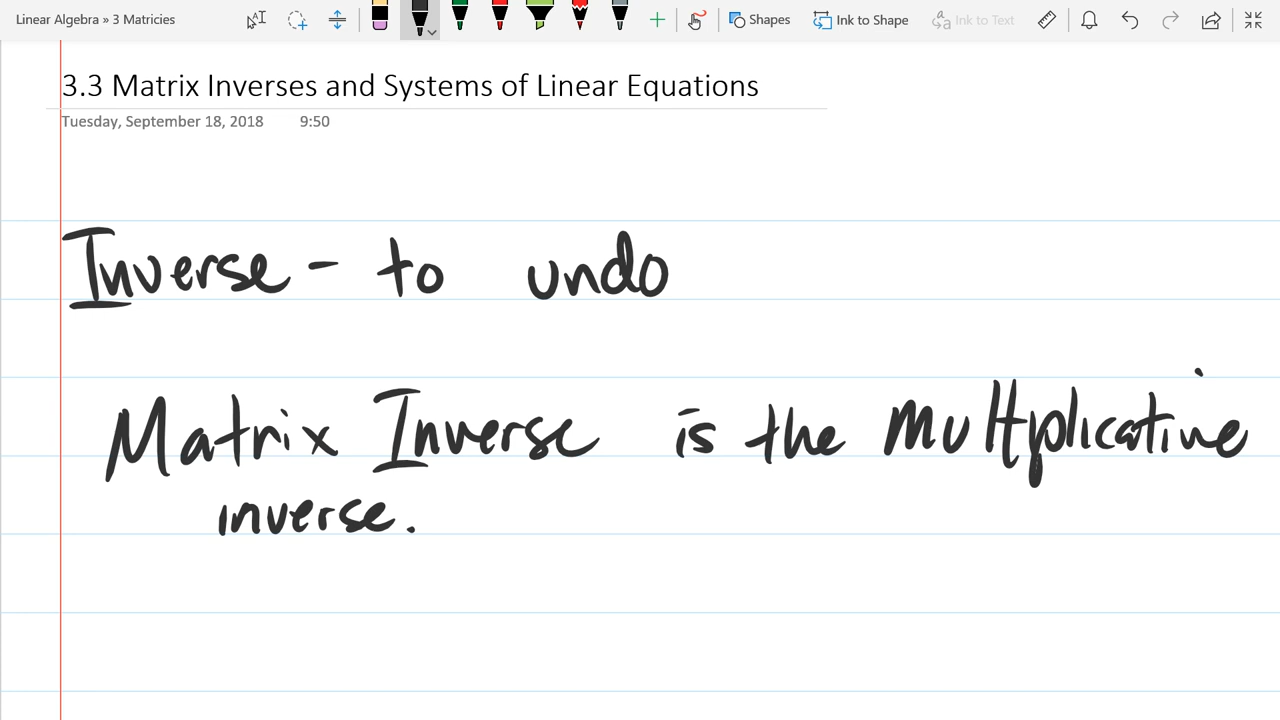 Linear Algebra » 3 Matricies
Shapes
Ink to Shape
Ink to Text
3.3 Matrix Inverses and Systems of Linear Equations
Tuesday, September 18, 2018 9:50
Inverse - to undo
Matrix Inverse is the Multiplicative
inverse.